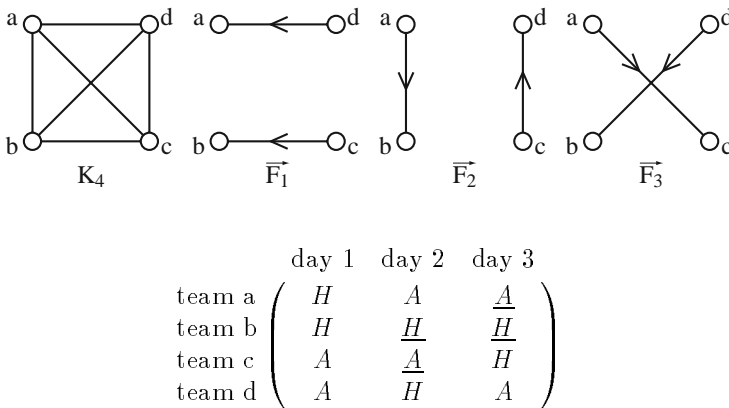 a d a d a d a d
b c b c b c b c
K4 F1 F2 F3
day 1 day 2 day 3
team a H A A
team b H H H
team c A A H
team d A H A